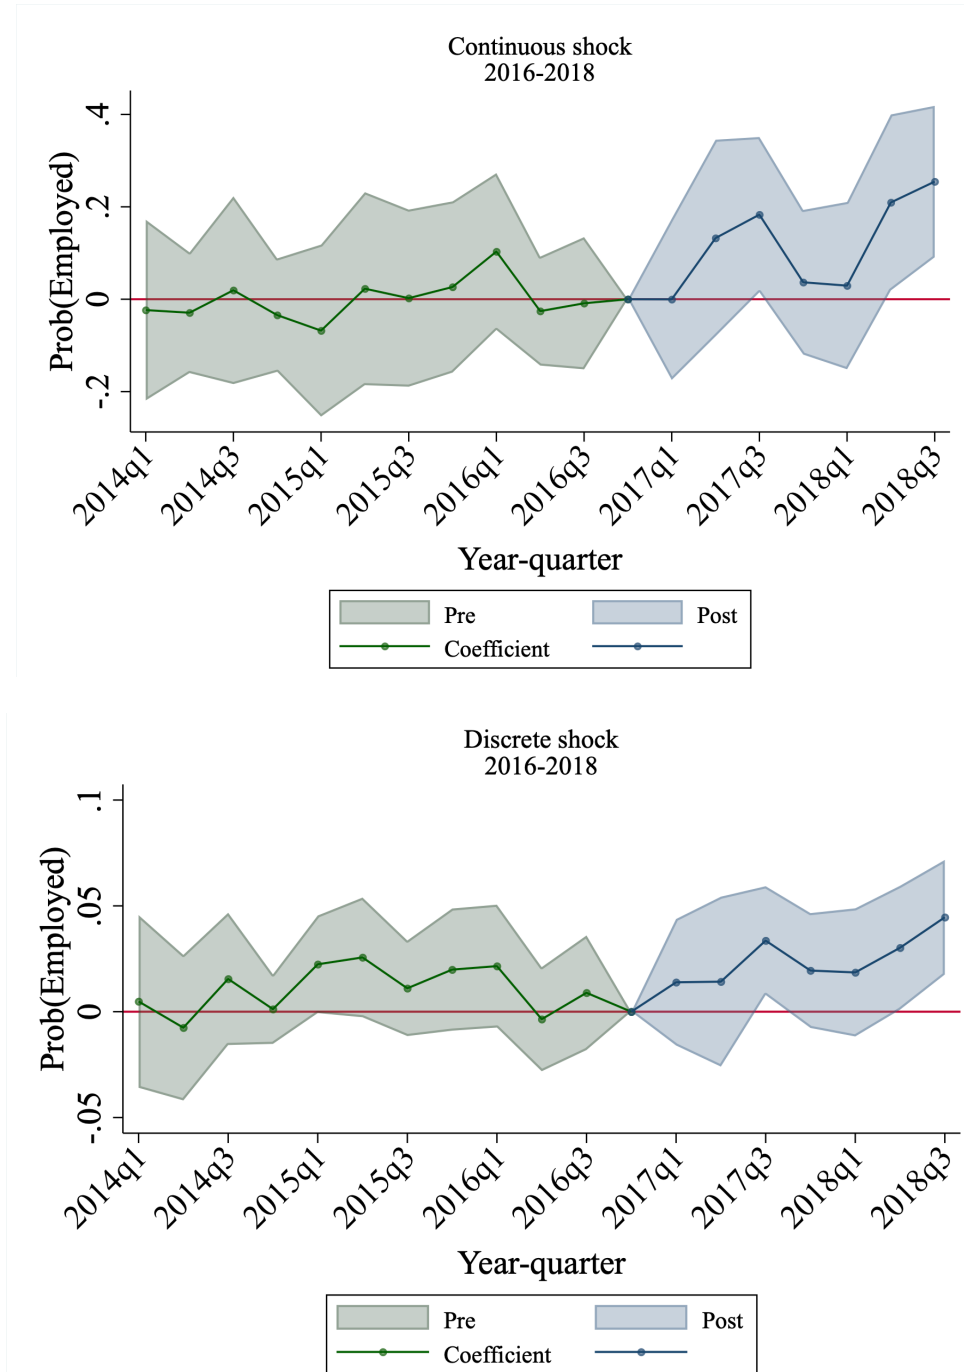 Continuous shock
2016-2018
Prob(Employed)
.4
.2
0
-.2
2014q1
2014q3
2015q1
2015q3
2016q1
2016q3
2017q1
2017q3
2018q1
2018q3
Year-quarter
Pre
Post
Coefficient
Discrete shock
2016-2018
Prob(Employed)
.1
.05
0
-.05
2014q1
2014q3
2015q1
2015q3
2016q1
2016q3
2017q1
2017q3
2018q1
2018q3
Year-quarter
Pre
Post
Coefficient